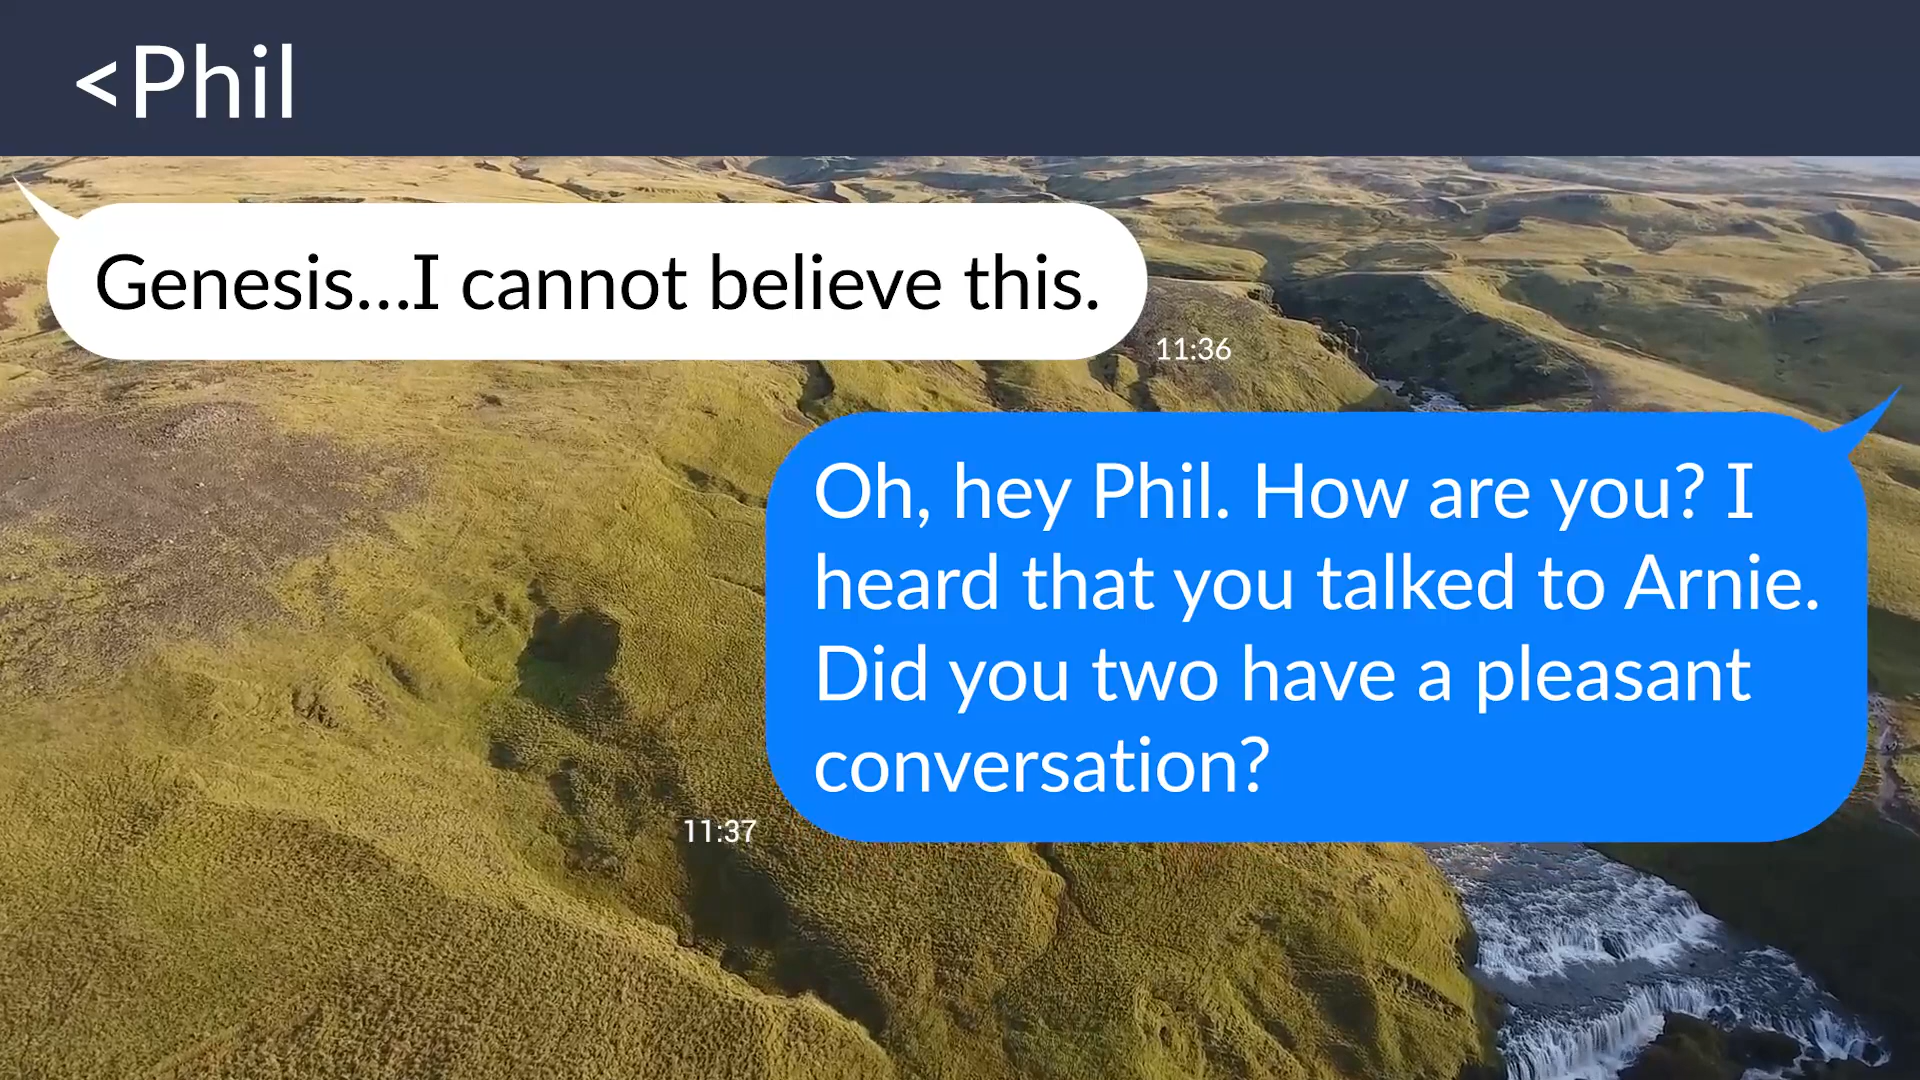 <Phil
Genesis...I cannot believe this.
11:36
Oh, hey Phil. How are you? I
heard that you talked to Arnie.
Did you two have a pleasant
conversation?
11:37